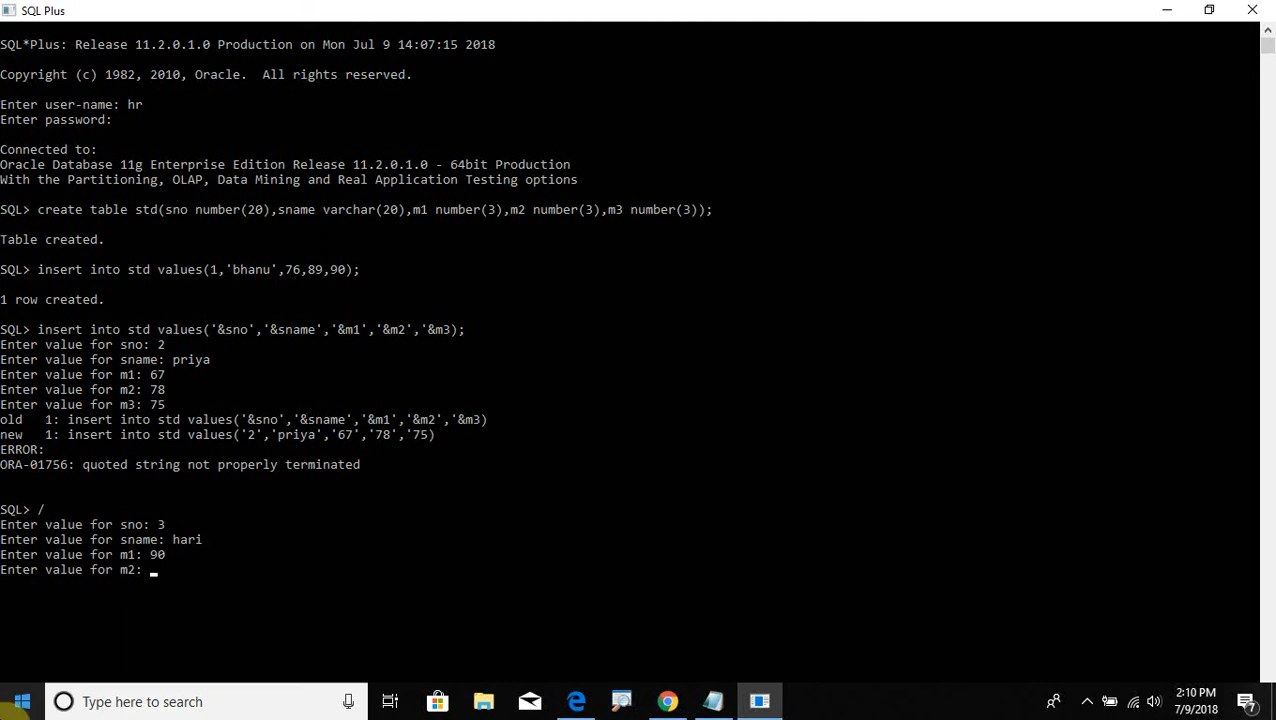 SQL Plus
SQL*Plus: Release 11.2.0.1.0 Production on Mon Jul 9 14:07:15 2018
Copyright (c) 1982, 2010, Oracle.  All rights reserved.
Enter user-name: hr
Enter password:
Connected to:
Oracle Database 11g Enterprise Edition Release 11.2.0.1.0 - 64bit Production
With the Partitioning, OLAP, Data Mining and Real Application Testing options
SQL> create table std(sno number(20),sname varchar(20),m1 number(3),m2 number(3),m3 number(3));
Table created.
SQL> insert into std values(1,'bhanu',76,89,90);
1 row created.
SQL> insert into std values('&sno','&sname','&m1','&m2','&m3);
Enter value for sno: 2
Enter value for sname: priya
Enter value for m1: 67
Enter value for m2: 78
Enter value for m3: 75
old   1: insert into std values('&sno','&sname','&m1','&m2','&m3)
new   1: insert into std values('2','priya','67','78','75)
ERROR:
ORA-01756: quoted string not properly terminated
SQL> /
Enter value for sno: 3
Enter value for sname: hari
Enter value for m1: 90
Enter value for m2:
Type here to search
2:10 PM
7/9/2018
7